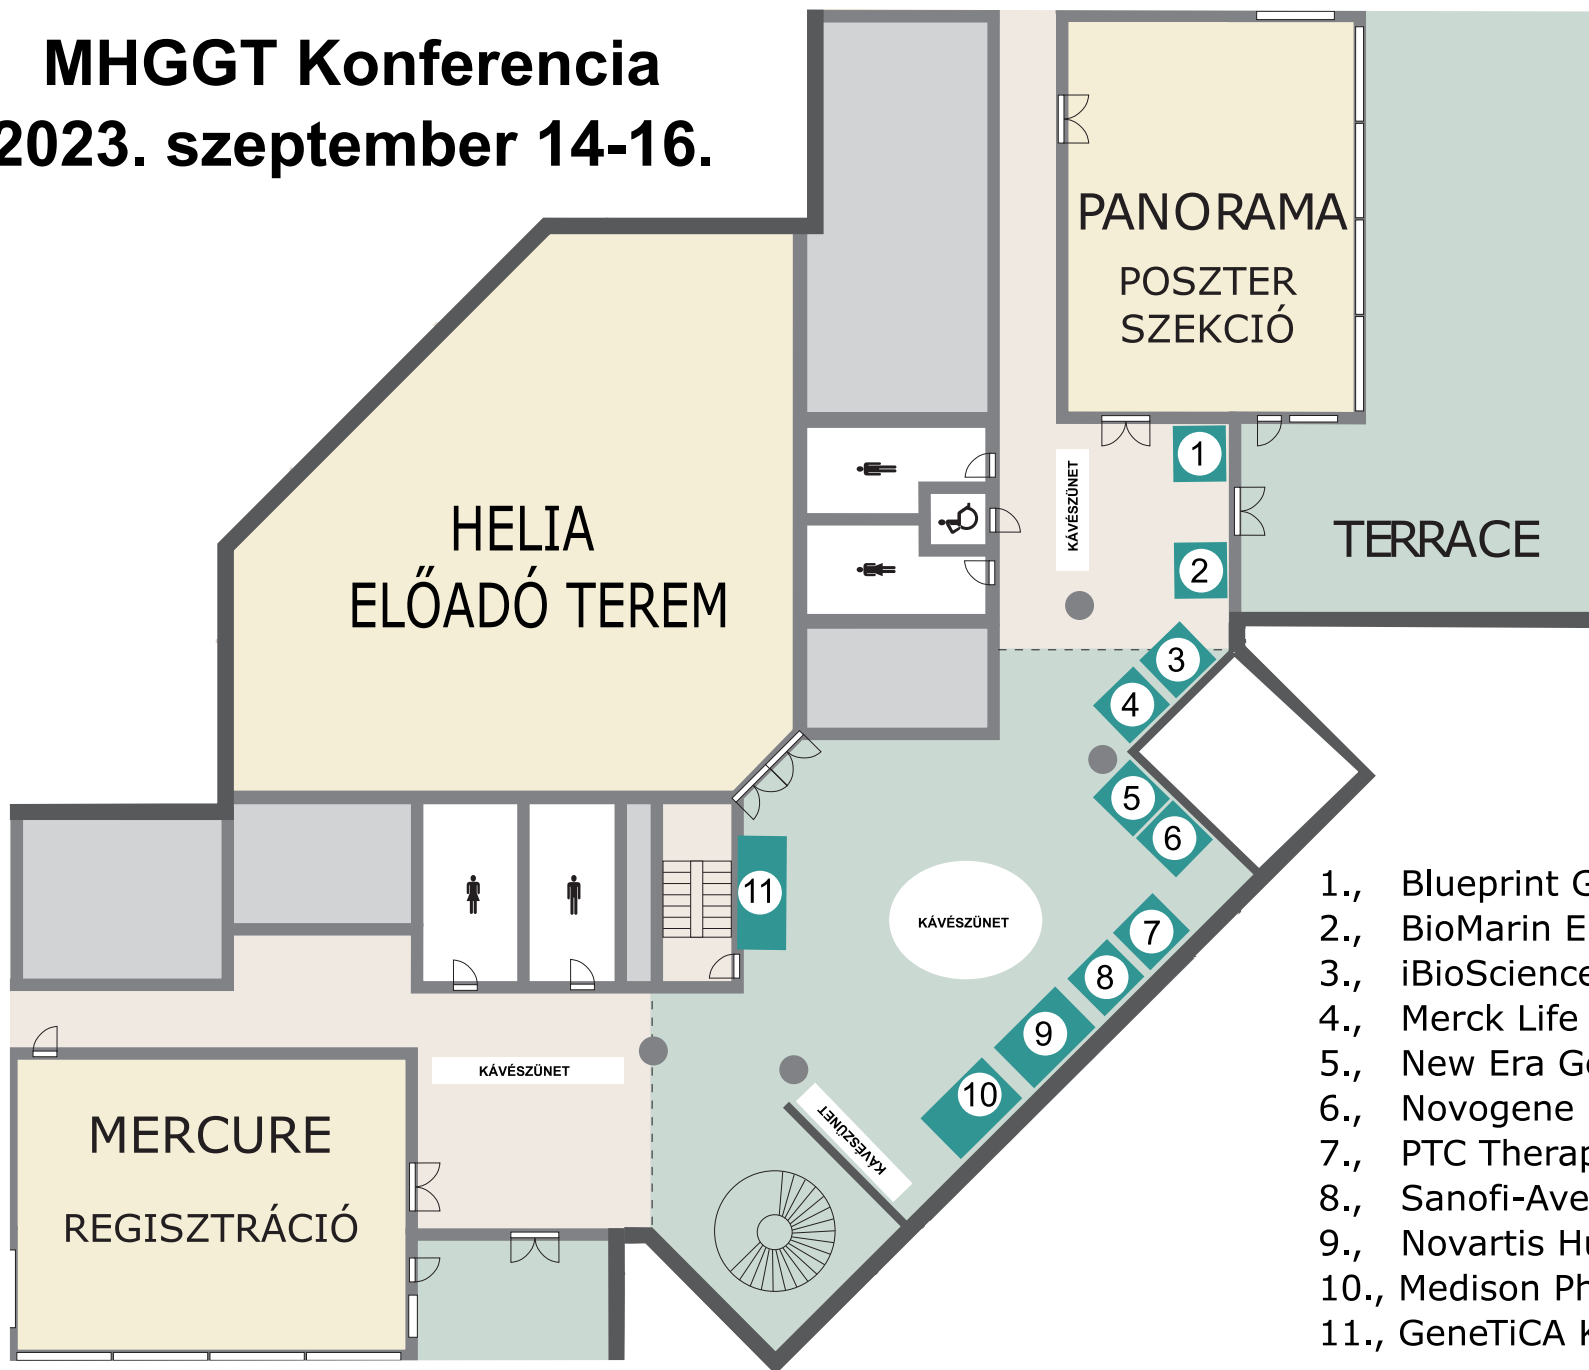 MHGGT Konferencia
2023. szeptember 14-16.
PANORAMA
POSZTER
SZEKCIÓ
HELIA
ELŐADÓ TEREM
TERRACE
KÁVÉSZÜNET
1
2
3
4
5
6
7
8
9
10
11
KÁVÉSZÜNET
KÁVÉSZÜNET
KÁVÉSZÜNET
MERCURE
REGISZTRÁCIÓ
1., Blueprint
2., BioMarin
3., iBioScience
4., Merck Life
5., New Era
6., Novogene
7., PTC
8.,
9., Novartis
10., Medison
11., GeneTiCA